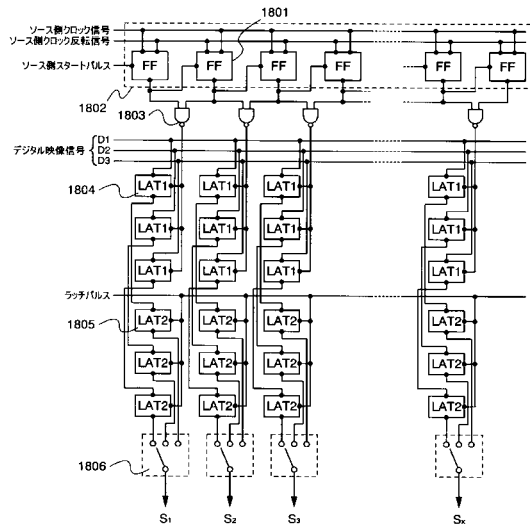 1801
ソース側クロック信号
ソース側クロック反転信号
ソース側スタートパルス
FF FF FF FF FF FF
1802
1803
デジタル映像信号
D1
D2
D3
1804
LAT1 LAT1 LAT1 LAT1
LAT1 LAT1 LAT1 LAT1
LAT1 LAT1 LAT1 LAT1
ラッチパルス
1805
LAT2 LAT2 LAT2 LAT2
LAT2 LAT2 LAT2 LAT2
LAT2 LAT2 LAT2 LAT2
1806
S1 S2 S3 Sx